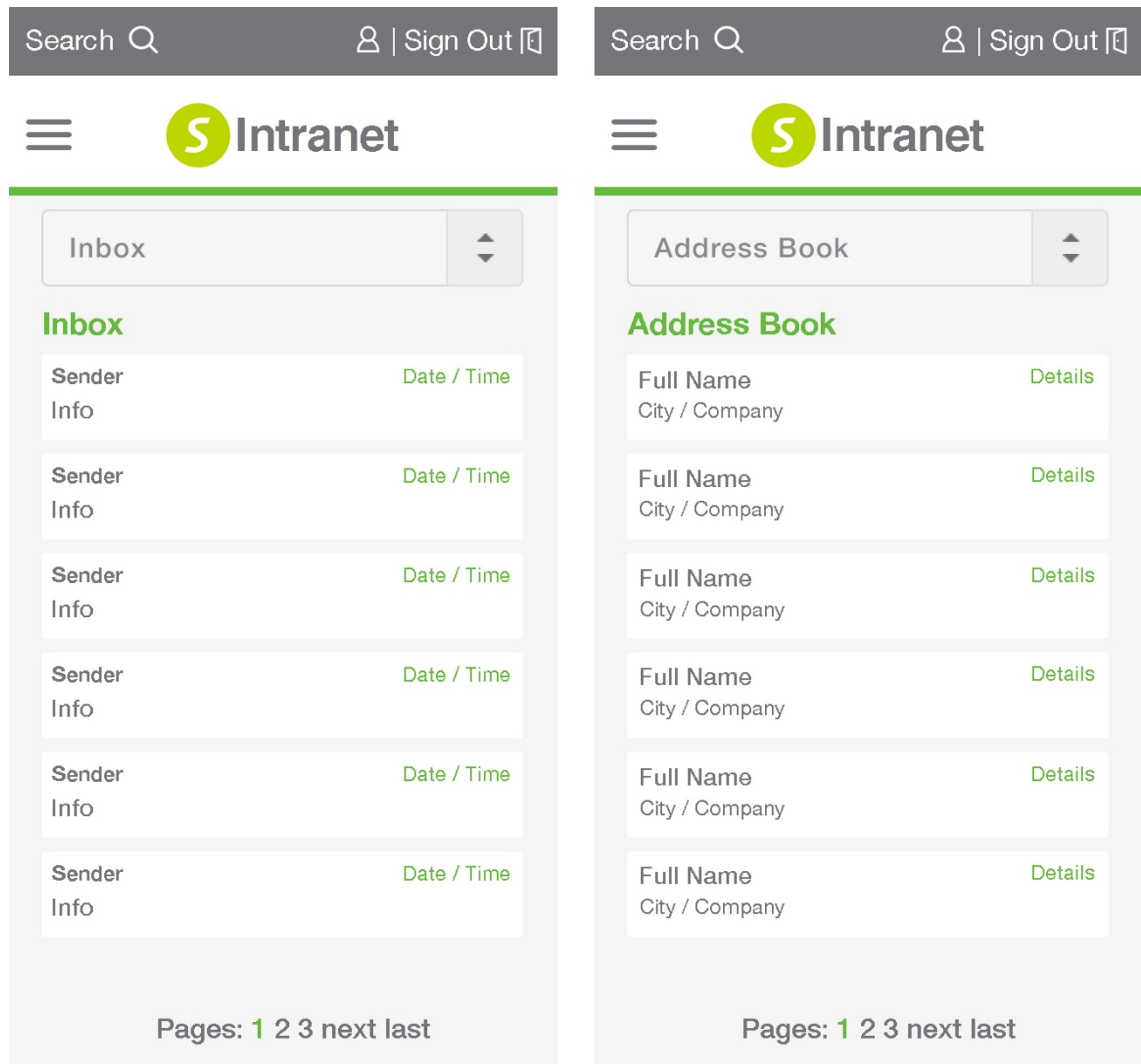 Search | Sign Out
S Intranet
Inbox
Inbox
Sender Date / Time
Info
Sender Date / Time
Info
Sender Date / Time
Info
Sender Date / Time
Info
Sender Date / Time
Info
Sender Date / Time
Info
Pages: 1 2 3 next last
Search | Sign Out
S Intranet
Address Book
Address Book
Full Name Details
City / Company
Full Name Details
City / Company
Full Name Details
City / Company
Full Name Details
City / Company
Full Name Details
City / Company
Full Name Details
City / Company
Pages: 1 2 3 next last